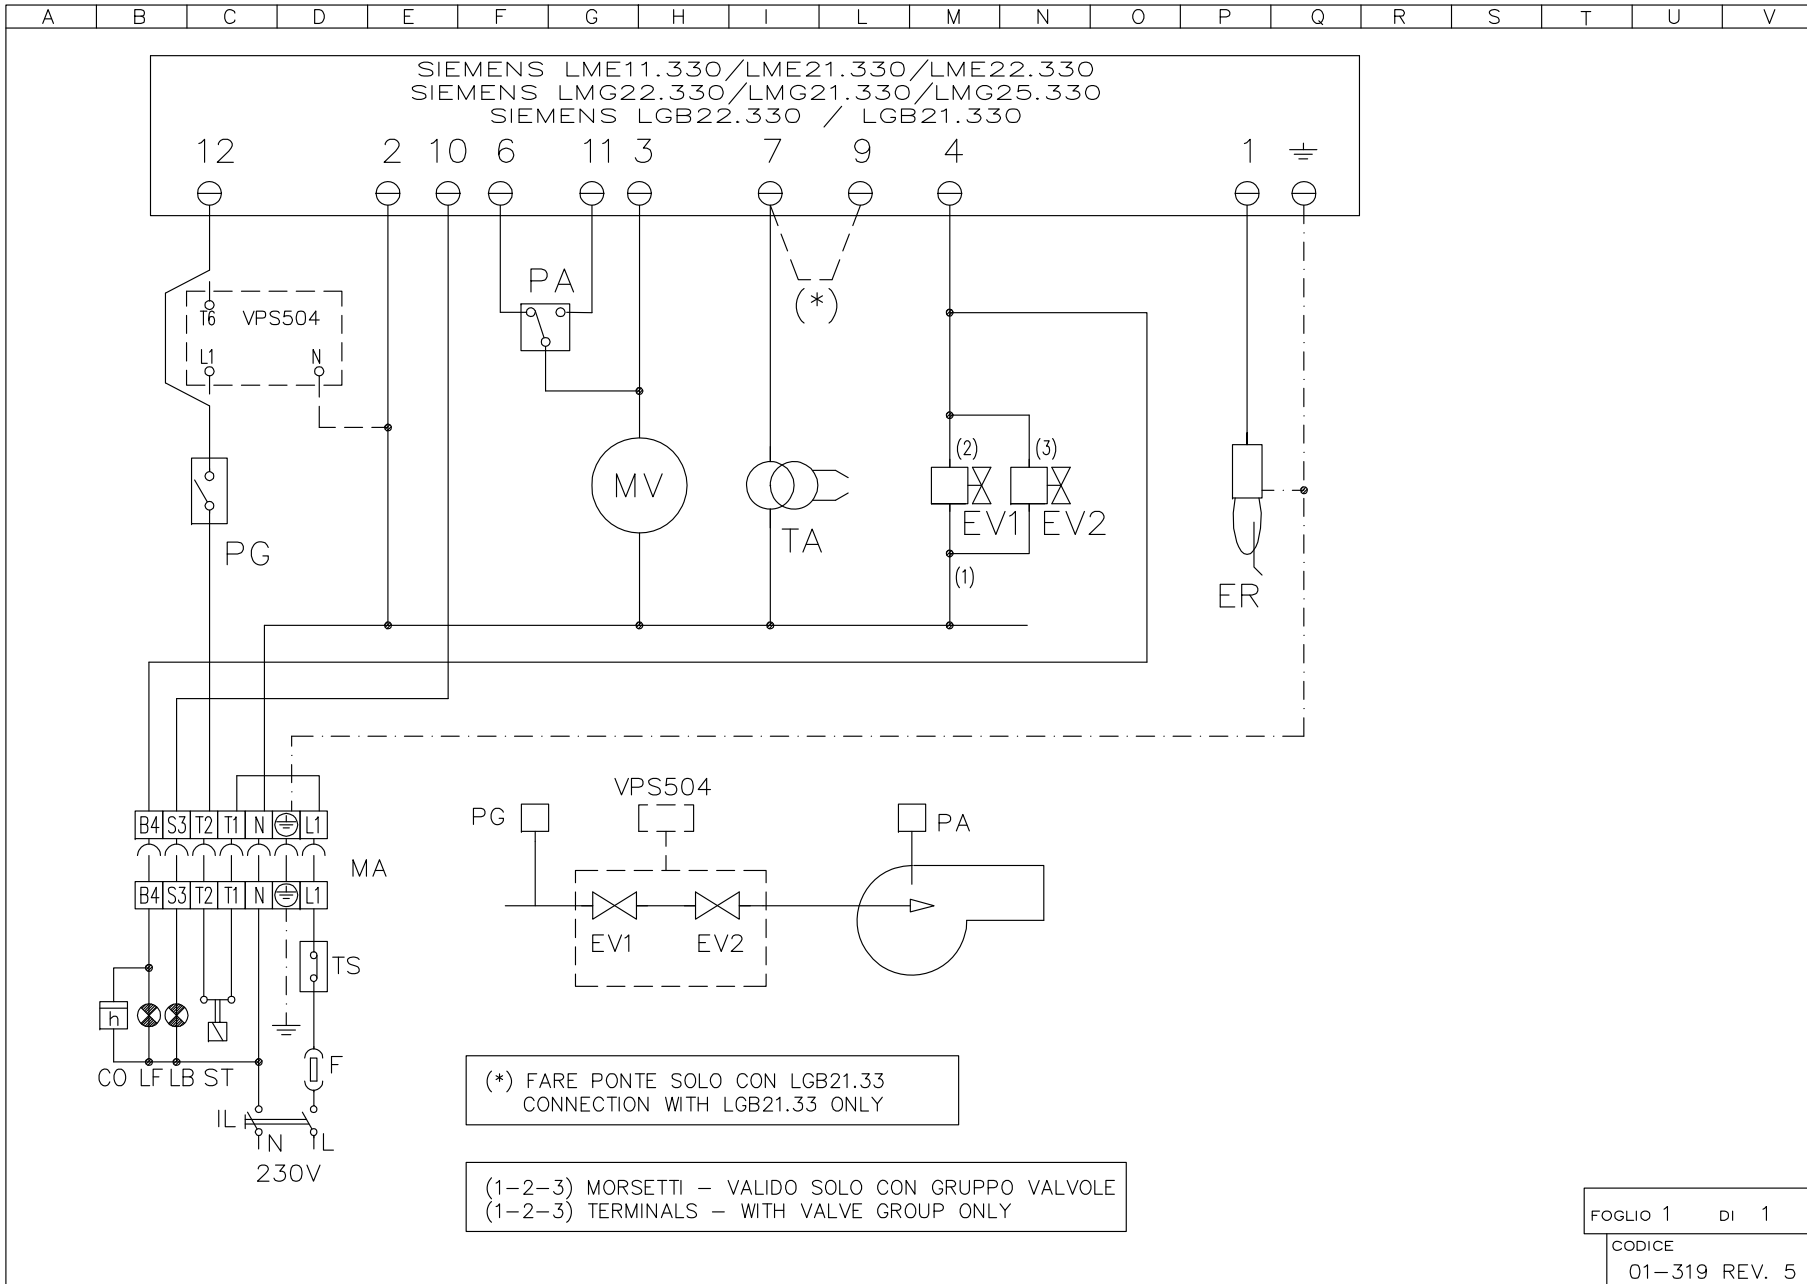 A B C D E F G H I L M N O P Q R S T U V
SIEMENS LME11.330/LME21.330/LME22.330
SIEMENS LMG22.330/LMG21.330/LMG25.330
SIEMENS LGB22.330 / LGB21.330
12 2 10 6 11 3 7 9 4 1
PA
(*)
T6 VPS504
L1 N
(2) (3)
MV
EV1 EV2
TA
PG
(1)
ER
VPS504
PG PA
B4 S3 T2 T1 N L1
MA
B4 S3 T2 T1 N L1
EV1 EV2
TS
h
F
CO LF LB ST
IL
N L
230V
(*) FARE PONTE SOLO CON LGB21.33
CONNECTION WITH LGB21.33 ONLY
(1-2-3) MORSETTI - VALIDO SOLO CON GRUPPO VALVOLE
(1-2-3) TERMINALS - WITH VALVE GROUP ONLY
FOGLIO 1 DI 1
CODICE
01-319 REV. 5